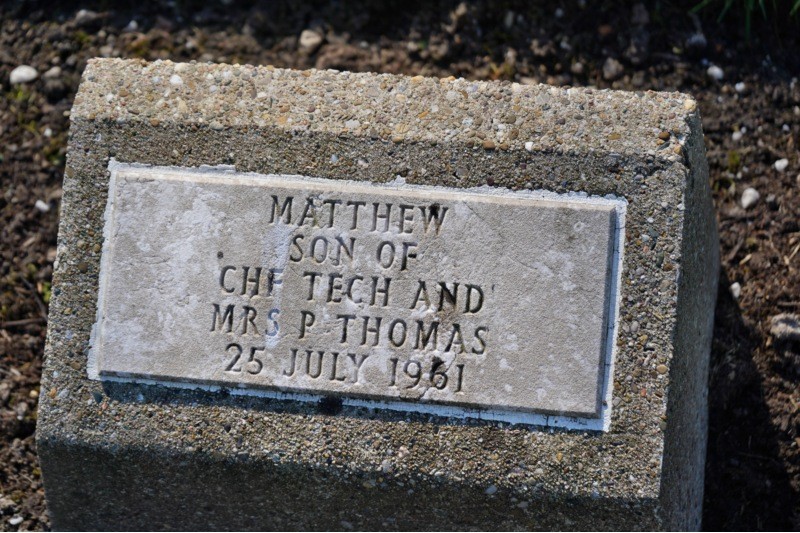 MATTHEW
SON OF
CHF TECH AND
MRS P THOMAS
25 JULY 1961